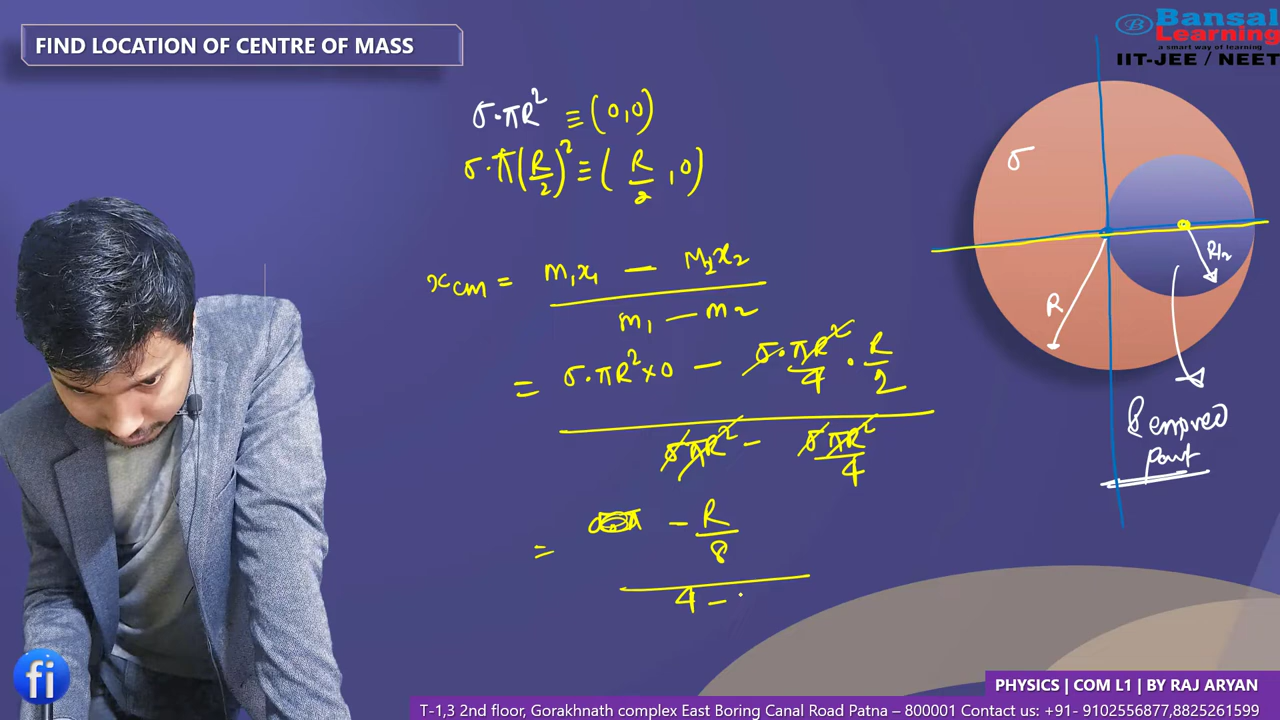 FIND LOCATION OF CENTRE OF MASS
Bansal
Learning
a smart way of learning
IIT-JEE / NEET
σ·πR² ≡ (0,0)
σ·π(R/2)² ≡ (R/2, 0)
xcm = m₁x₁ − M₂x₂
m₁ − m₂
= σ·πR²×0 − σ·πR²/4 · R/2
σπR² − σπR²/4
= −R/8
4 −
σ
R
R/2
Removed
part
fi
PHYSICS | COM L1 | BY RAJ ARYAN
T-1,3 2nd floor, Gorakhnath complex East Boring Canal Road Patna – 800001 Contact us: +91- 9102556877,8825261599